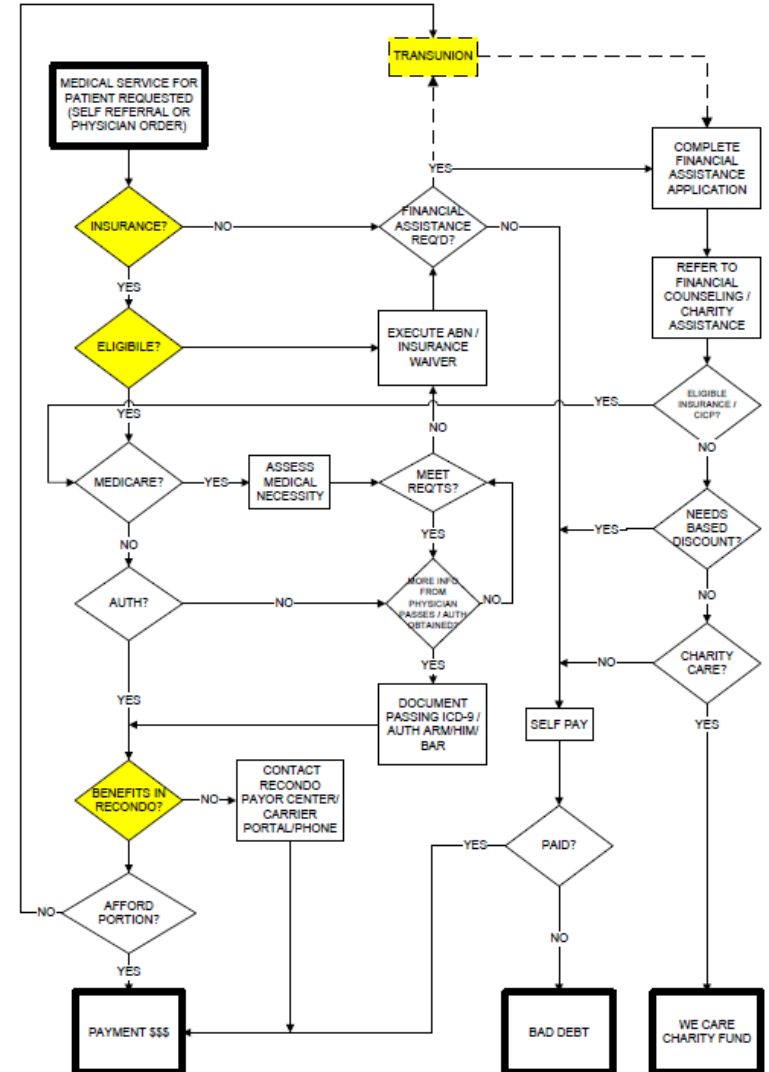 TRANSUNION
MEDICAL SERVICE FOR
PATIENT REQUESTED
(SELF REFERRAL OR
PHYSICIAN ORDER)
COMPLETE
FINANCIAL
ASSISTANCE
APPLICATION
YES
INSURANCE?
NO
FINANCIAL
ASSISTANCE
REQ'D?
NO
YES
REFER TO
FINANCIAL
COUNSELING /
CHARITY
ASSISTANCE
ELIGIBILE?
EXECUTE ABN /
INSURANCE
WAIVER
YES
NO
YES
ELIGIBLE
INSURANCE /
CICP?
NO
MEDICARE?
YES
ASSESS
MEDICAL
NECESSITY
MEET
REQ'TS?
YES
NEEDS
BASED
DISCOUNT?
NO
YES
NO
AUTH?
NO
MORE INFO
FROM
PHYSICIAN
PASSES / AUTH
OBTAINED?
NO
YES
NO
CHARITY
CARE?
YES
YES
DOCUMENT
PASSING ICD-9 /
AUTH ARM/HIM/
BAR
SELF PAY
BENEFITS IN
RECONDO?
NO
CONTACT
RECONDO
PAYOR CENTER/
CARRIER
PORTAL/PHONE
YES
PAID?
NO
AFFORD
PORTION?
NO
YES
PAYMENT $$$
BAD DEBT
WE CARE
CHARITY FUND